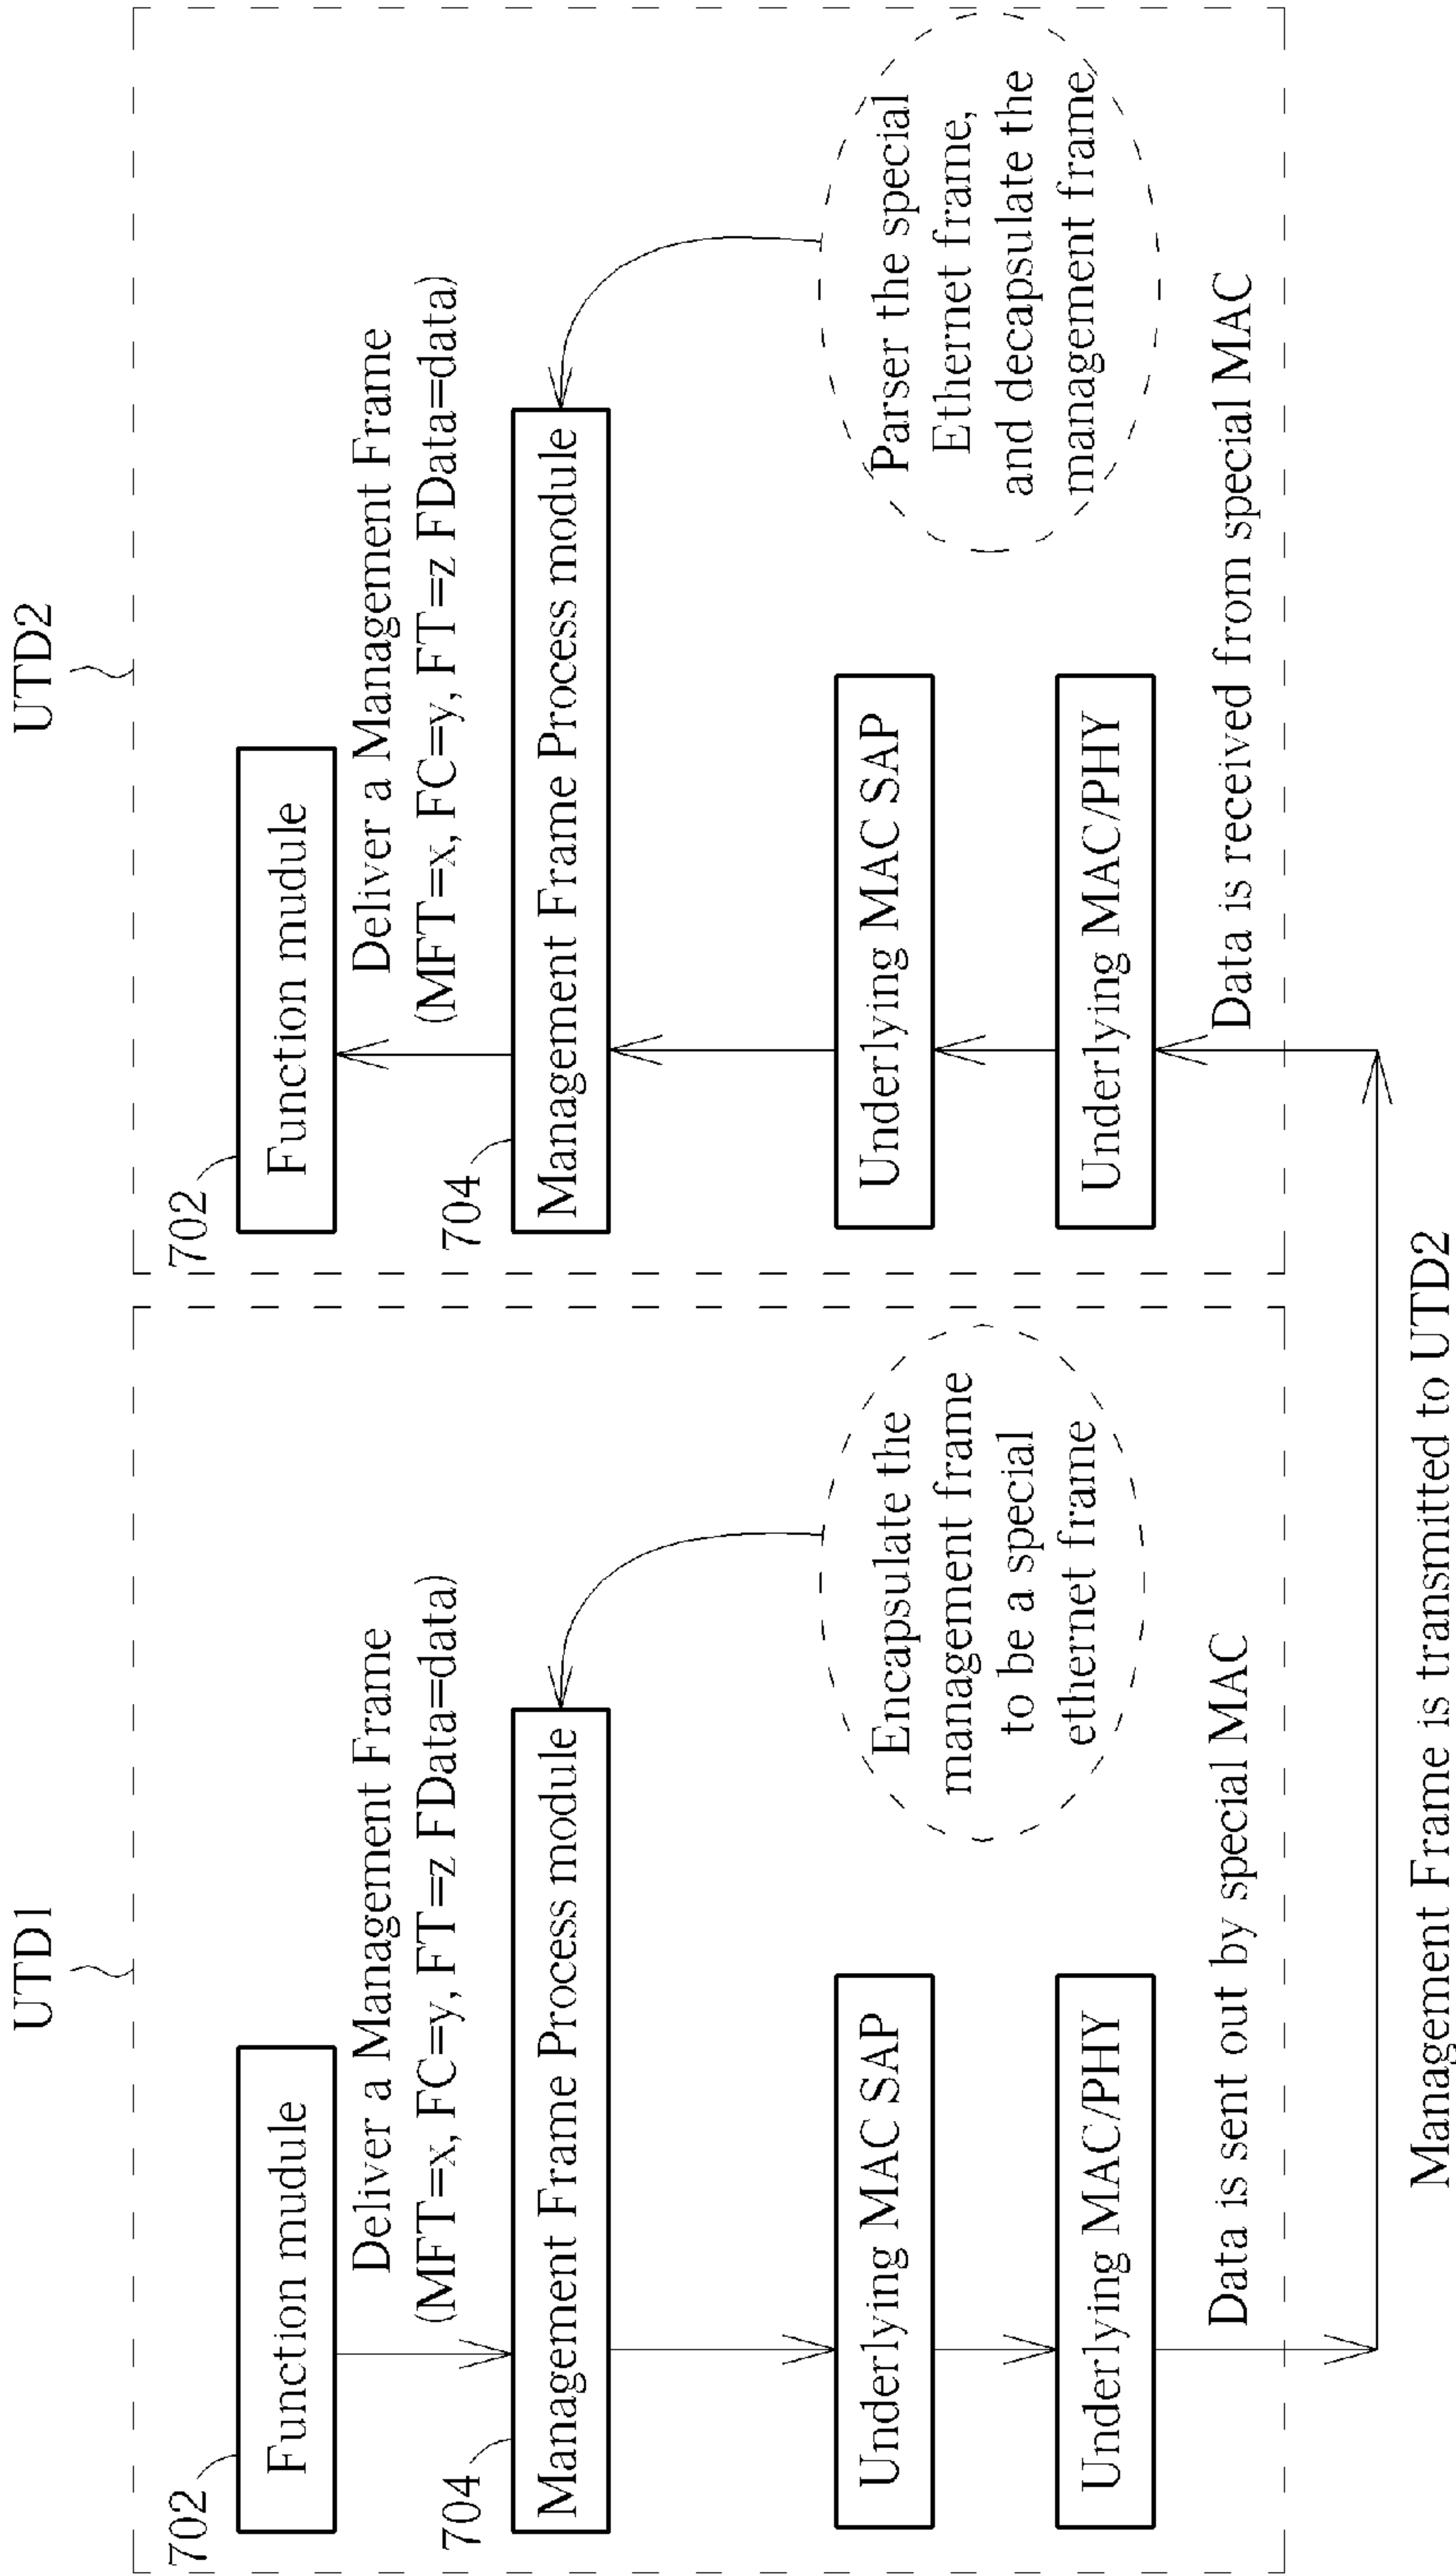 UTD1
702
Function mudule
Deliver a Management Frame
(MFT=x, FC=y, FT=z FData=data)
704
Management Frame Process module
Encapsulate the
management frame
to be a special
ethernet frame
Underlying MAC SAP
Underlying MAC/PHY
Data is sent out by special MAC
UTD2
702
Function mudule
Deliver a Management Frame
(MFT=x, FC=y, FT=z FData=data)
704
Management Frame Process module
Parser the special
Ethernet frame,
and decapsulate the
management frame
Underlying MAC SAP
Underlying MAC/PHY
Data is received from special MAC
Management Frame is transmitted to UTD2